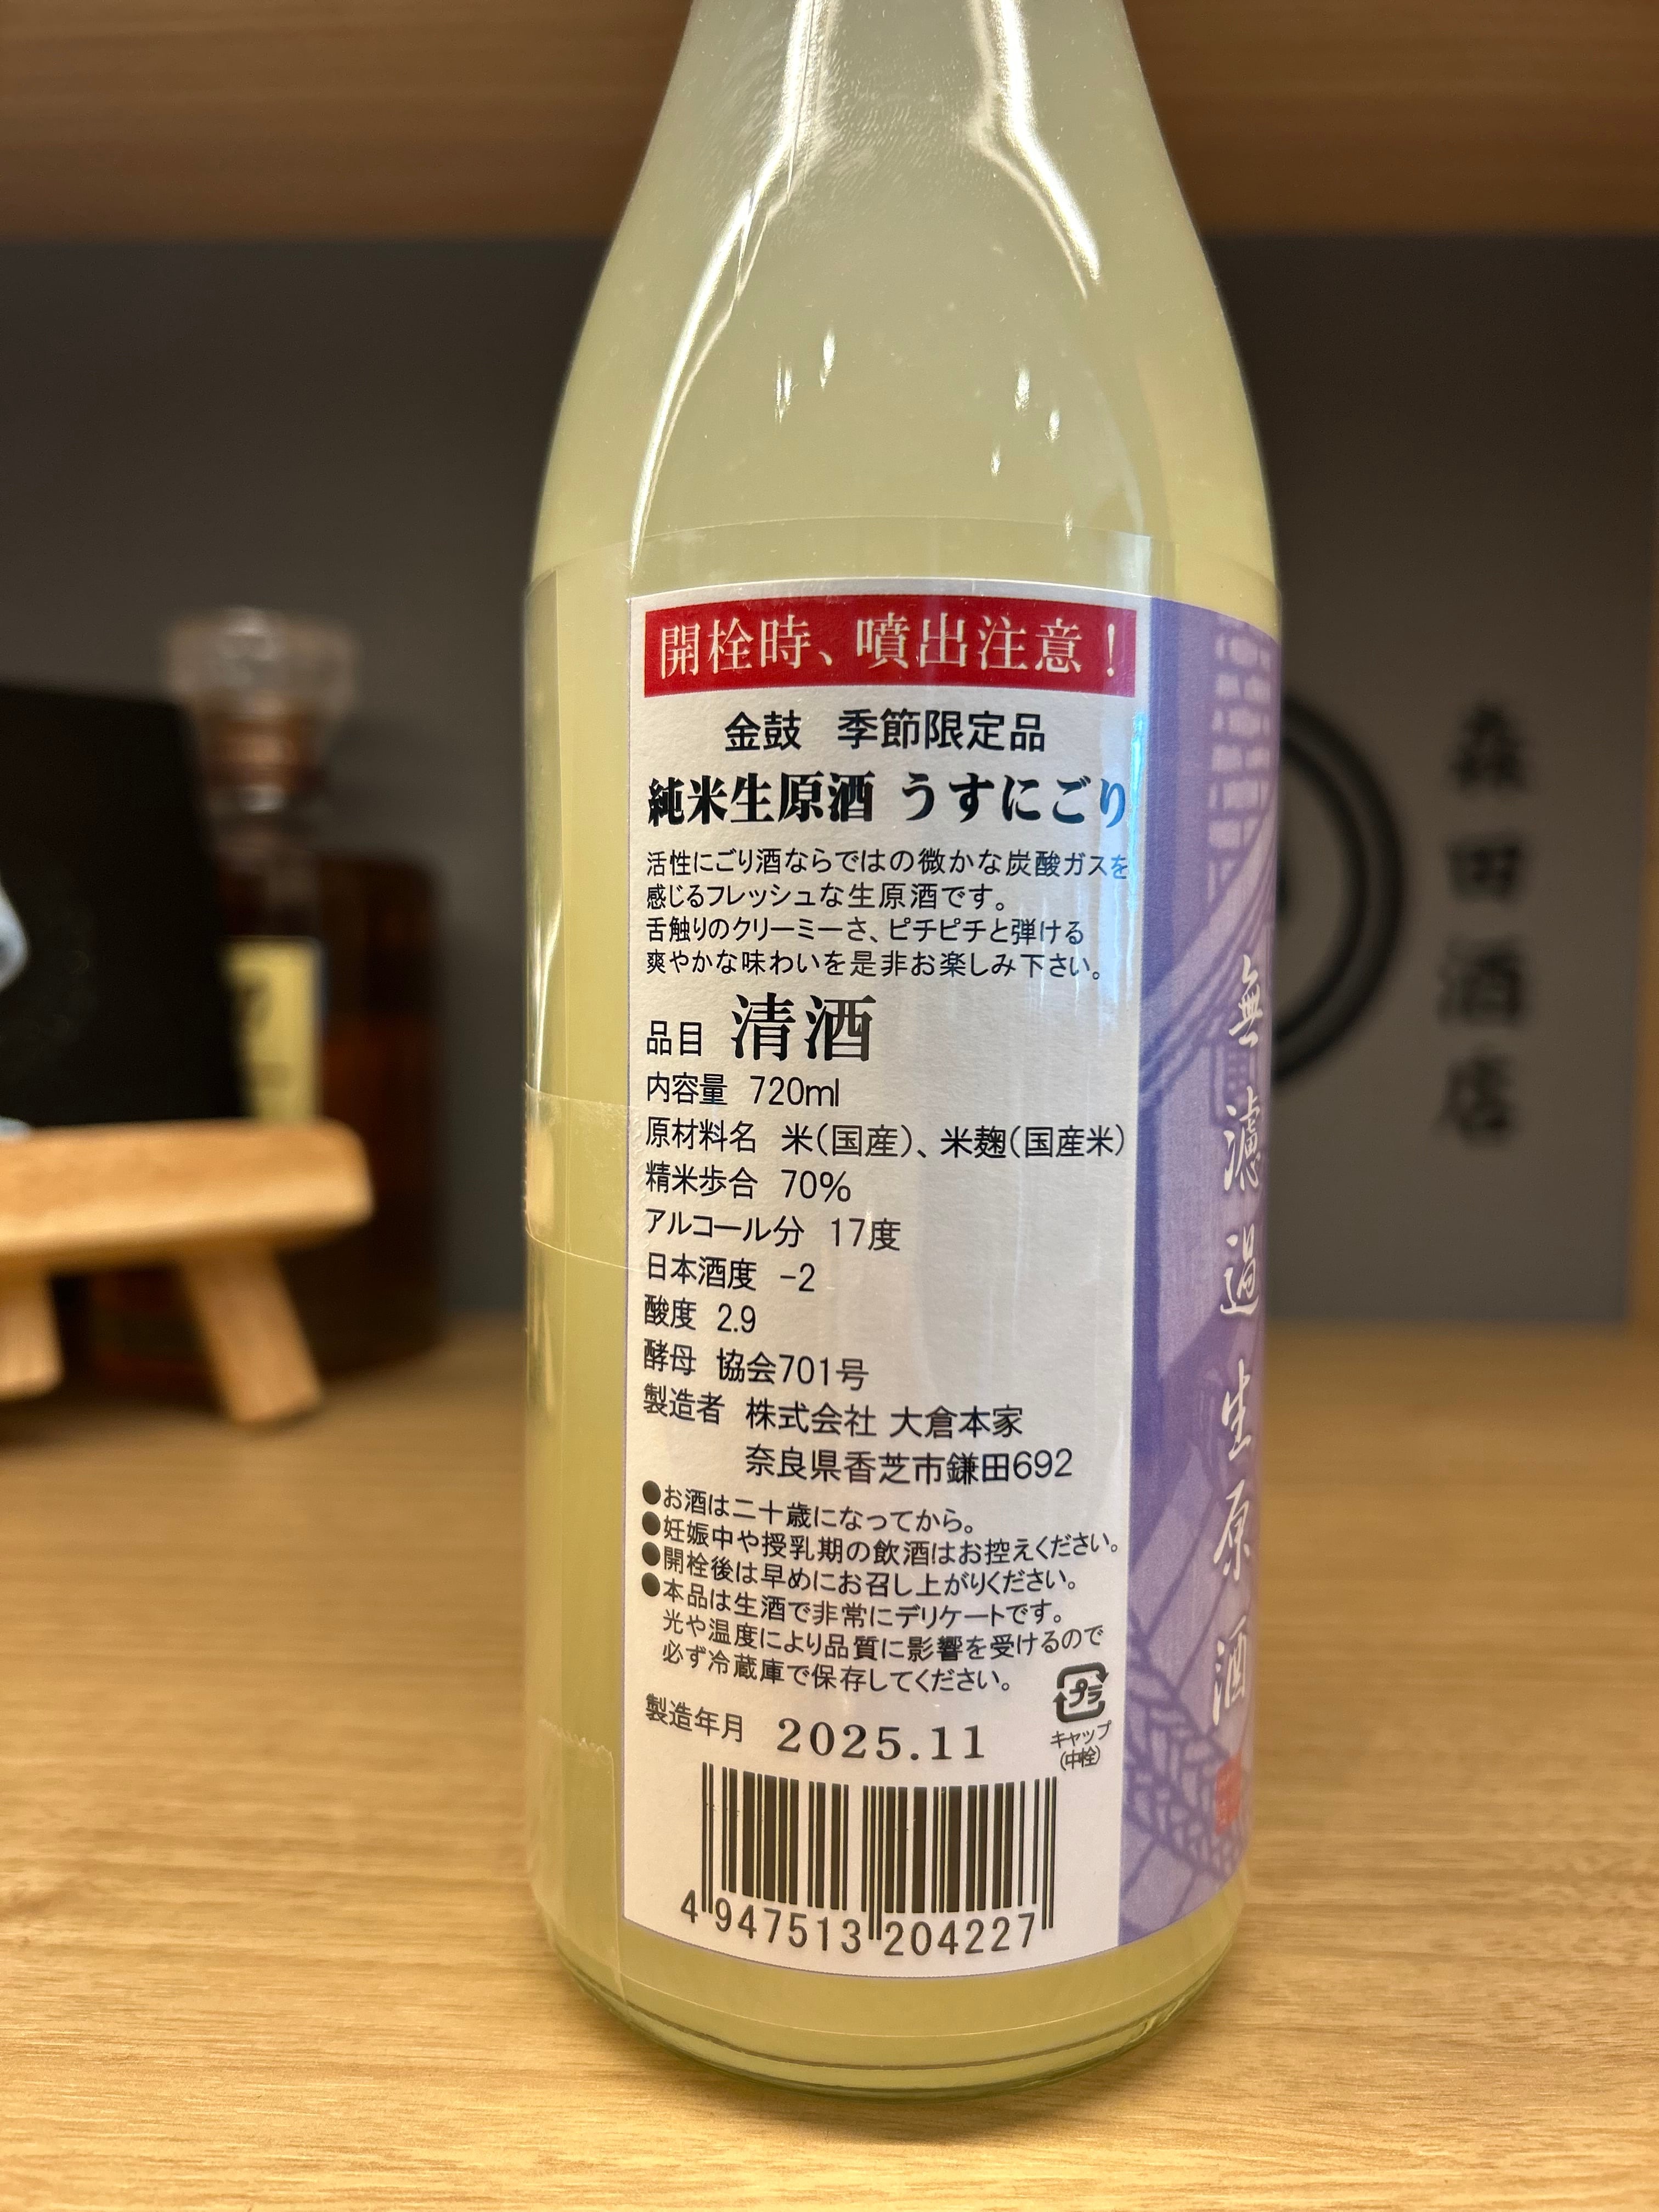 開栓時、噴出注意！
金鼓 季節限定品
純米生原酒 うすにごり
活性にごり酒ならではの微かな炭酸ガスを
感じるフレッシュな生原酒です。
舌触りのクリーミーさ、ピチピチと弾ける
爽やかな味わいを是非お楽しみ下さい。
品目 清酒
内容量 720ml
原材料名 米(国産)、米麹(国産米)
精米歩合 70%
アルコール分 17度
日本酒度 -2
酸度 2.9
酵母 協会701号
製造者 株式会社 大倉本家
奈良県香芝市鎌田692
●お酒は二十歳になってから。
●妊娠中や授乳期の飲酒はお控えください。
●開栓後は早めにお召し上がりください。
●本品は生酒で非常にデリケートです。
光や温度により品質に影響を受けるので
必ず冷蔵庫で保存してください。
プラ
キャップ
(中栓)
製造年月 2025.11
4947513204227
無濾過生原酒
森田酒店